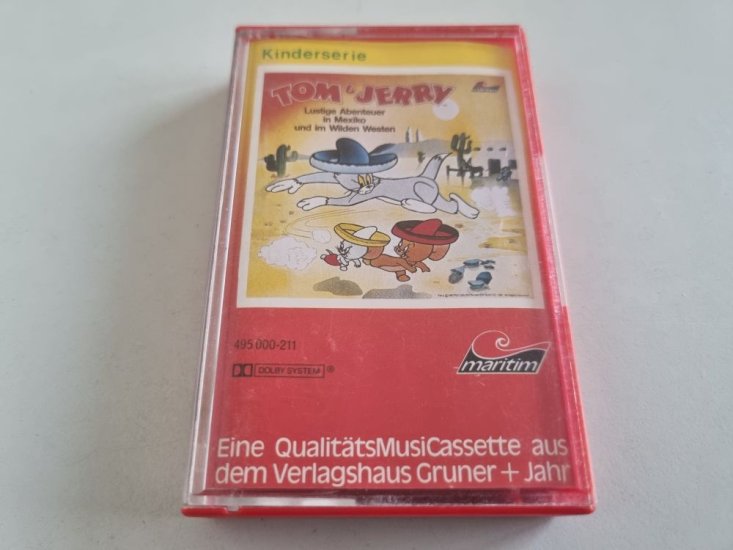 Kinderserie
TOM & JERRY
Lustige Abenteuer
in Mexiko
und im Wilden Westen
495 000-211
DOLBY SYSTEM ®
maritim
Eine QualitätsMusiCassette aus
dem Verlagshaus Gruner + Jahr